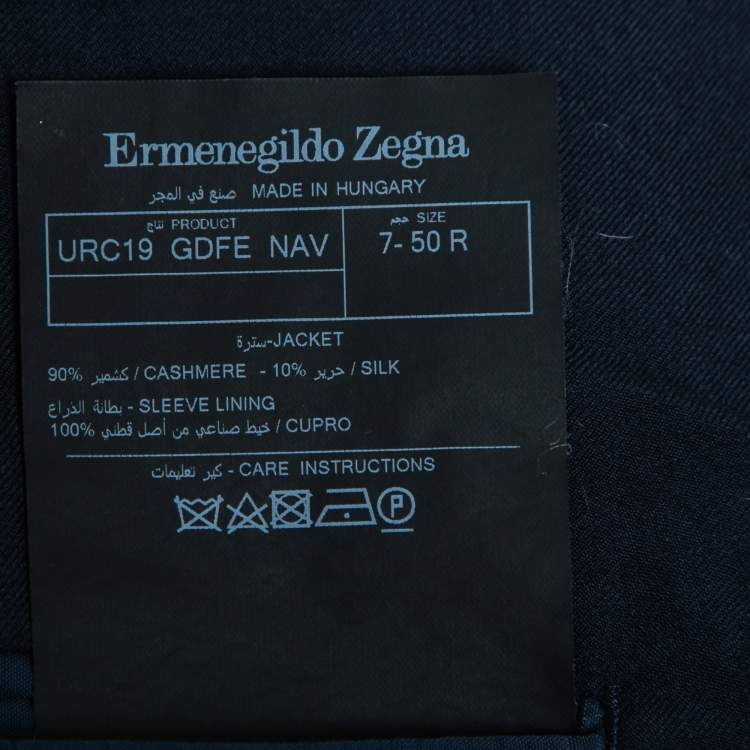 Ermenegildo Zegna
صنع في المجر MADE IN HUNGARY
نتاج PRODUCT
URC19 GDFE NAV
حجم SIZE
7- 50 R
سترة-JACKET
90% كشمير / CASHMERE - 10% حرير / SILK
بطانة الذراع - SLEEVE LINING
100% خيط صناعي من أصل قطني / CUPRO
كير تعليمات - CARE INSTRUCTIONS
P